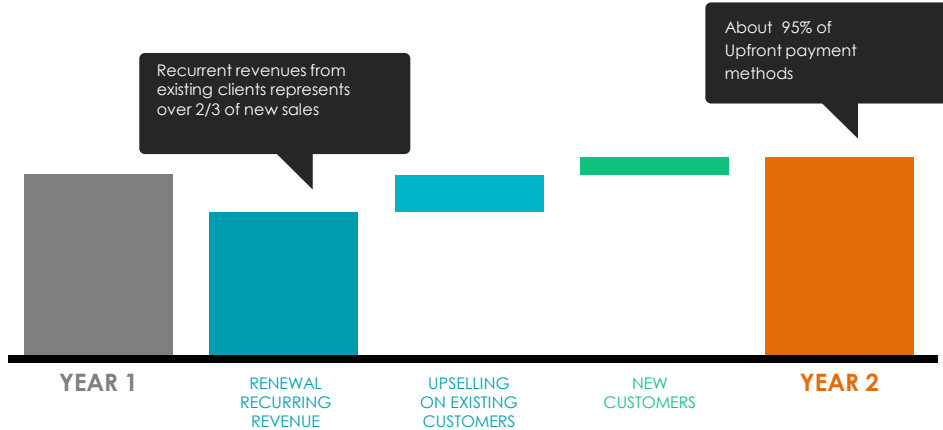 Recurrent revenues from
existing clients represents
over 2/3 of new sales
About 95% of
Upfront payment
methods
YEAR 1
RENEWAL
RECURRING
REVENUE
UPSELLING
ON EXISTING
CUSTOMERS
NEW
CUSTOMERS
YEAR 2